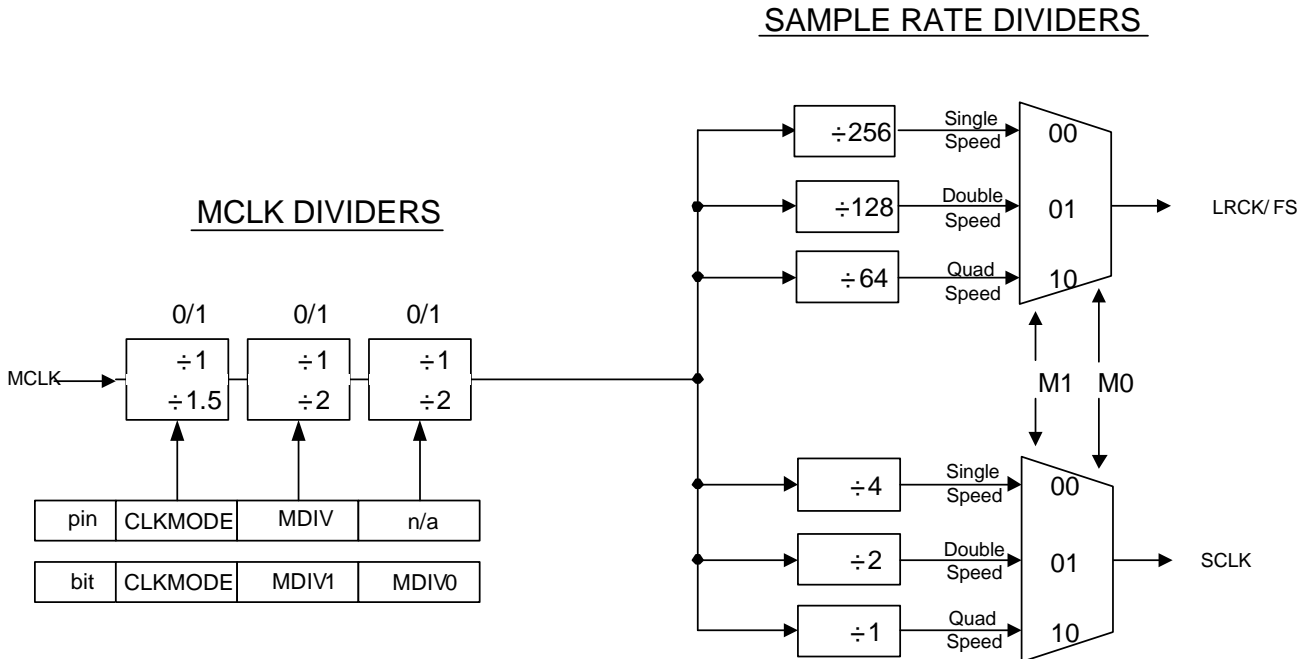 SAMPLE RATE DIVIDERS
÷256
Single
Speed
00
÷128
Double
Speed
01
LRCK/ FS
÷64
Quad
Speed
10
MCLK DIVIDERS
0/1
0/1
0/1
MCLK
÷1
÷1.5
÷1
÷2
÷1
÷2
M1
M0
pin
CLKMODE
MDIV
n/a
bit
CLKMODE
MDIV1
MDIV0
÷4
Single
Speed
00
÷2
Double
Speed
01
SCLK
÷1
Quad
Speed
10